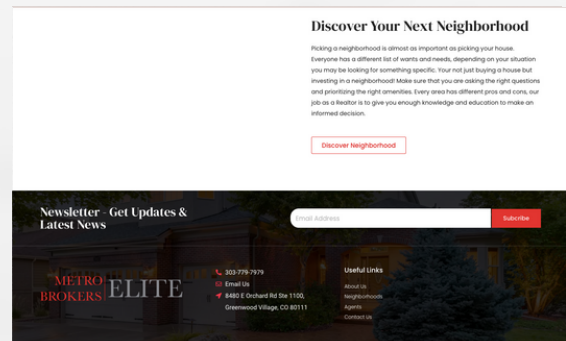 Discover Your Next Neighborhood
Picking a neighborhood is almost as important as picking your house.
Everyone has a different list of wants and needs, depending on your situation
you may be looking for something specific. Your not just buying a house but
investing in a neighborhood! Make sure that you are asking the right questions
and prioritizing the right amenities. Every area has different pros and cons, our
job as a Realtor is to give you enough knowledge and education to make an
informed decision.
Discover Neighborhood
Newsletter - Get Updates &
Latest News
Email Address
Subcribe
METRO
BROKERS
ELITE
303-779-7979
Email Us
8480 E Orchard Rd Ste 1100,
Greenwood Village, CO 80111
Useful Links
About Us
Neighborhoods
Agents
Contact Us